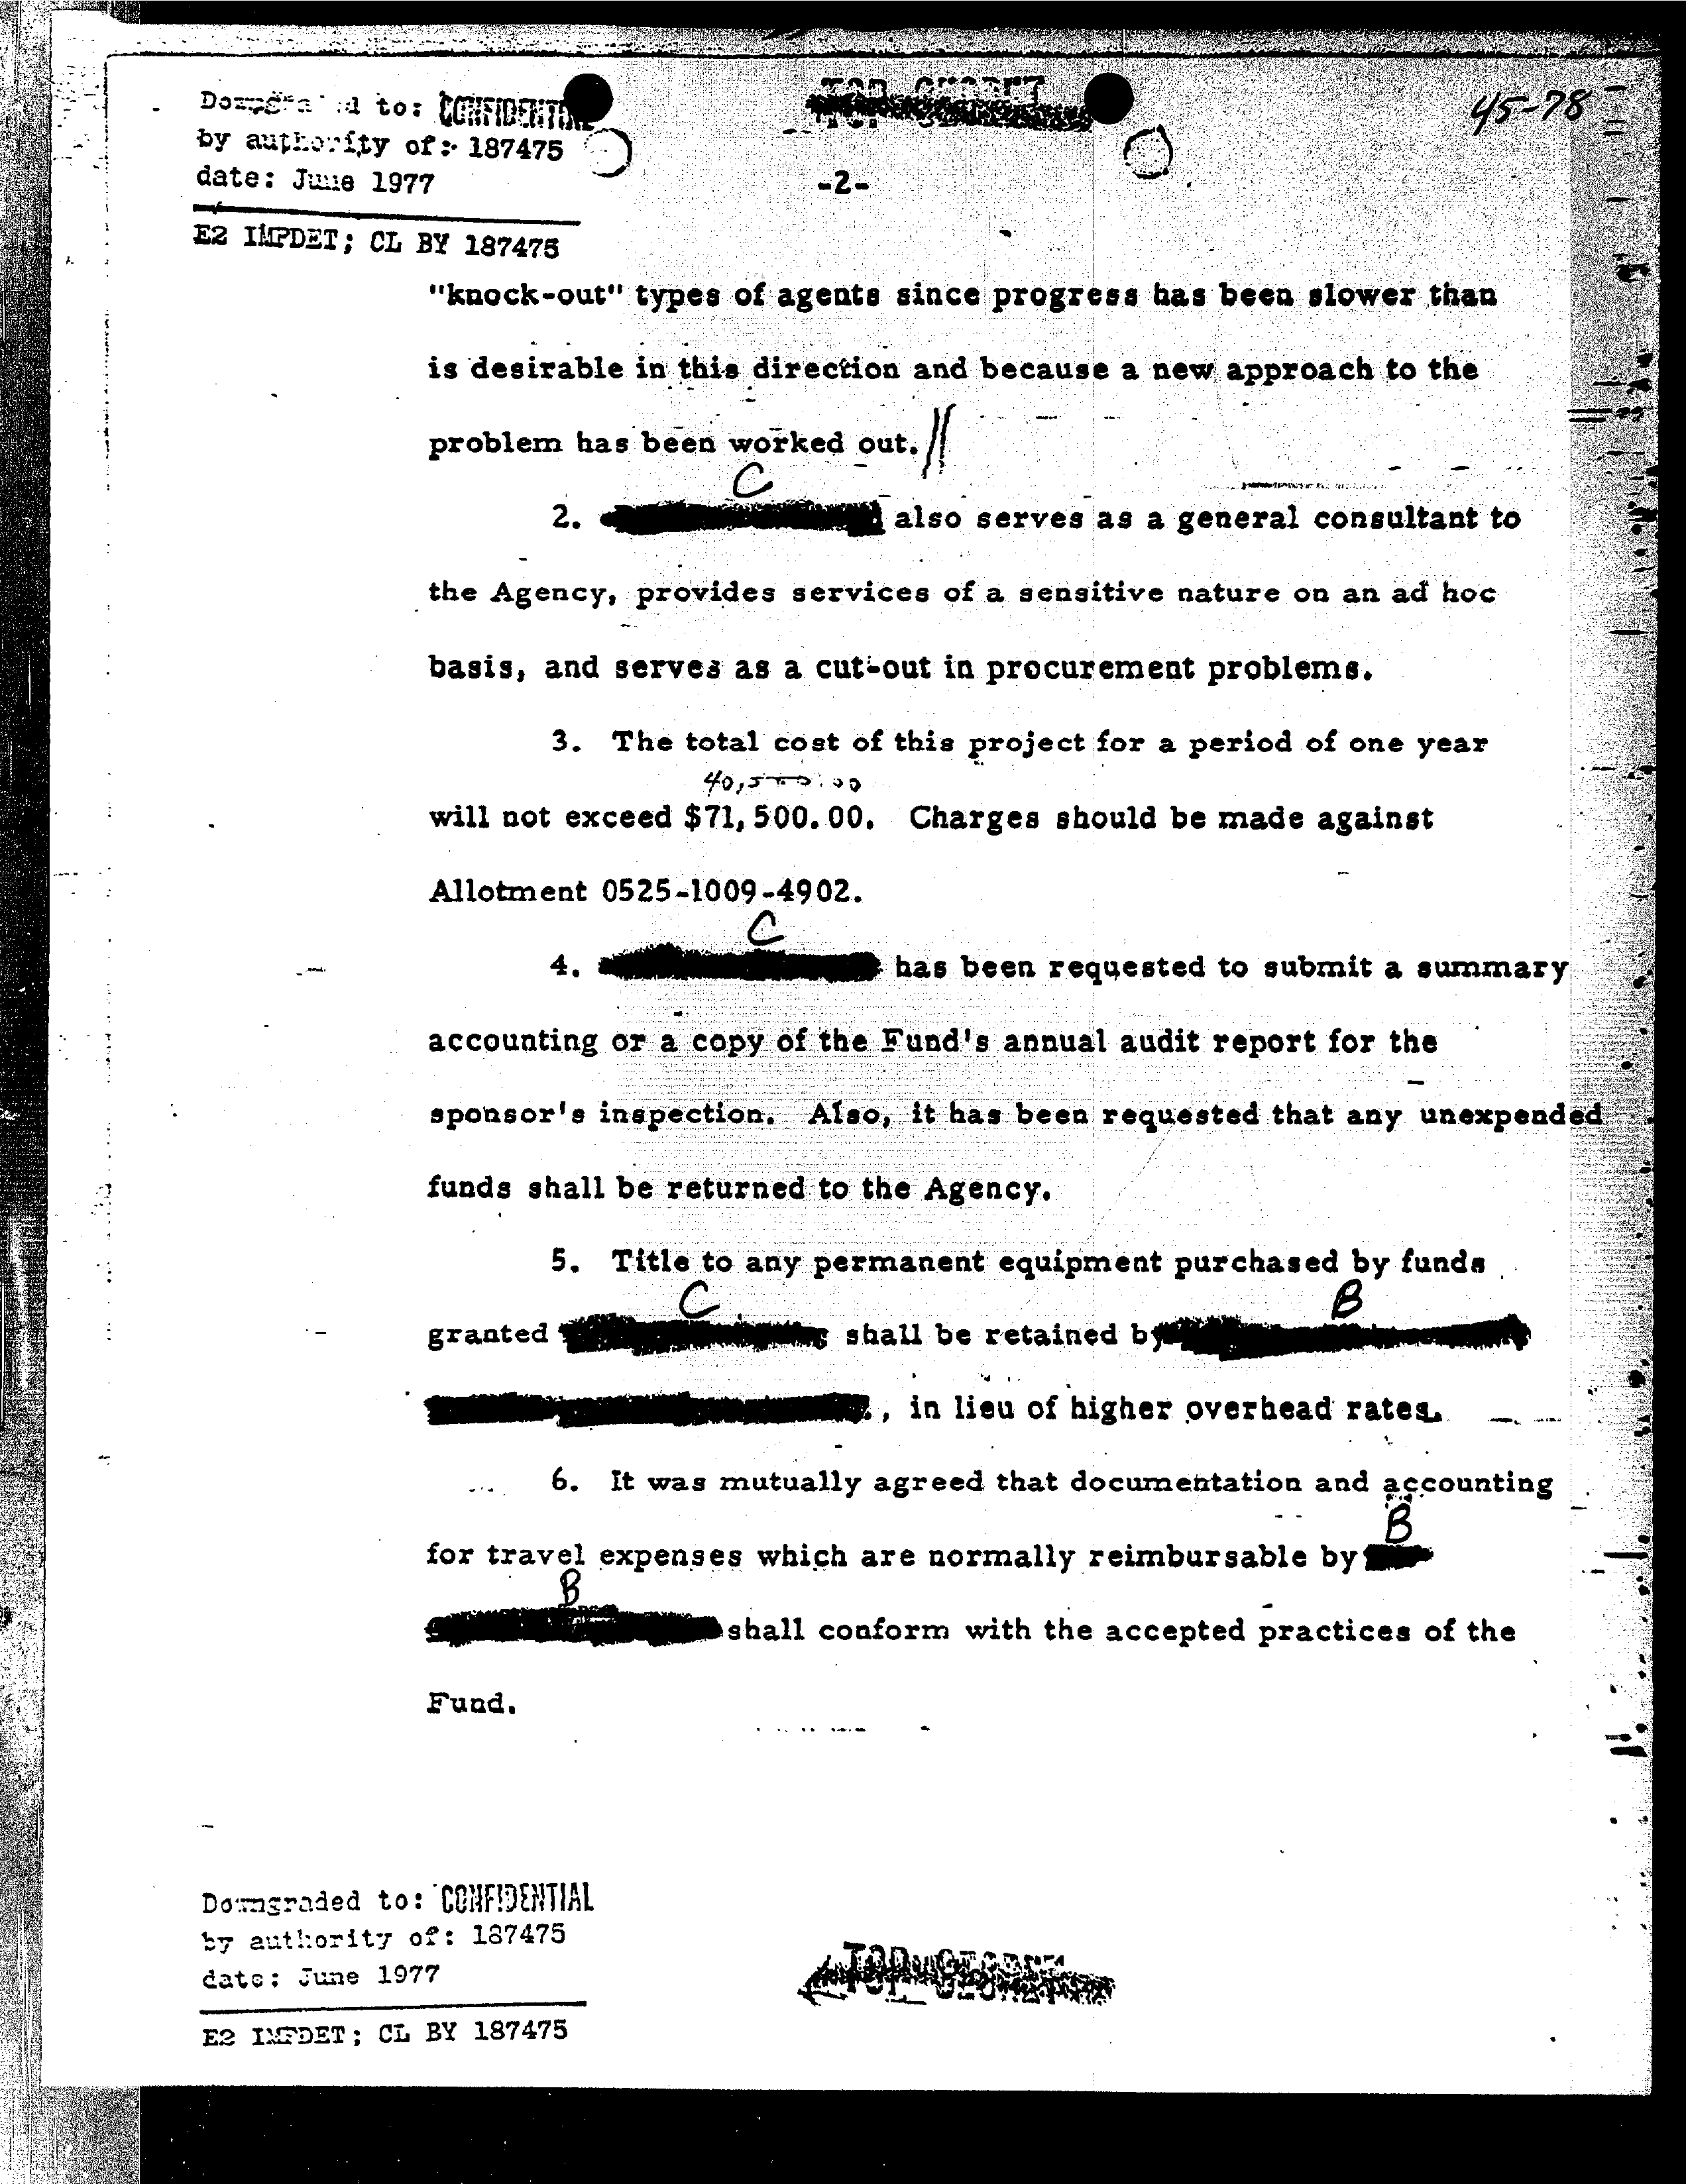 Downgraded to: CONFIDENTIAL
by authority of: 187475
date: June 1977
E2 IMPDET; CL BY 187475
TOP SECRET
45-78
-2-
"knock-out" types of agents since progress has been slower than
is desirable in this direction and because a new approach to the
problem has been worked out. //
C
2. also serves as a general consultant to
the Agency, provides services of a sensitive nature on an ad hoc
basis, and serves as a cut-out in procurement problems.
3. The total cost of this project for a period of one year
40,500.00
will not exceed $71,500.00. Charges should be made against
Allotment 0525-1009-4902.
C
4. has been requested to submit a summary
accounting or a copy of the Fund's annual audit report for the
sponsor's inspection. Also, it has been requested that any unexpended
funds shall be returned to the Agency.
5. Title to any permanent equipment purchased by funds
C B
granted shall be retained by
, in lieu of higher overhead rates.
6. It was mutually agreed that documentation and accounting
B
for travel expenses which are normally reimbursable by
B
shall conform with the accepted practices of the
Fund.
Downgraded to: CONFIDENTIAL
by authority of: 187475
date: June 1977
E2 IMPDET; CL BY 187475
TOP SECRET